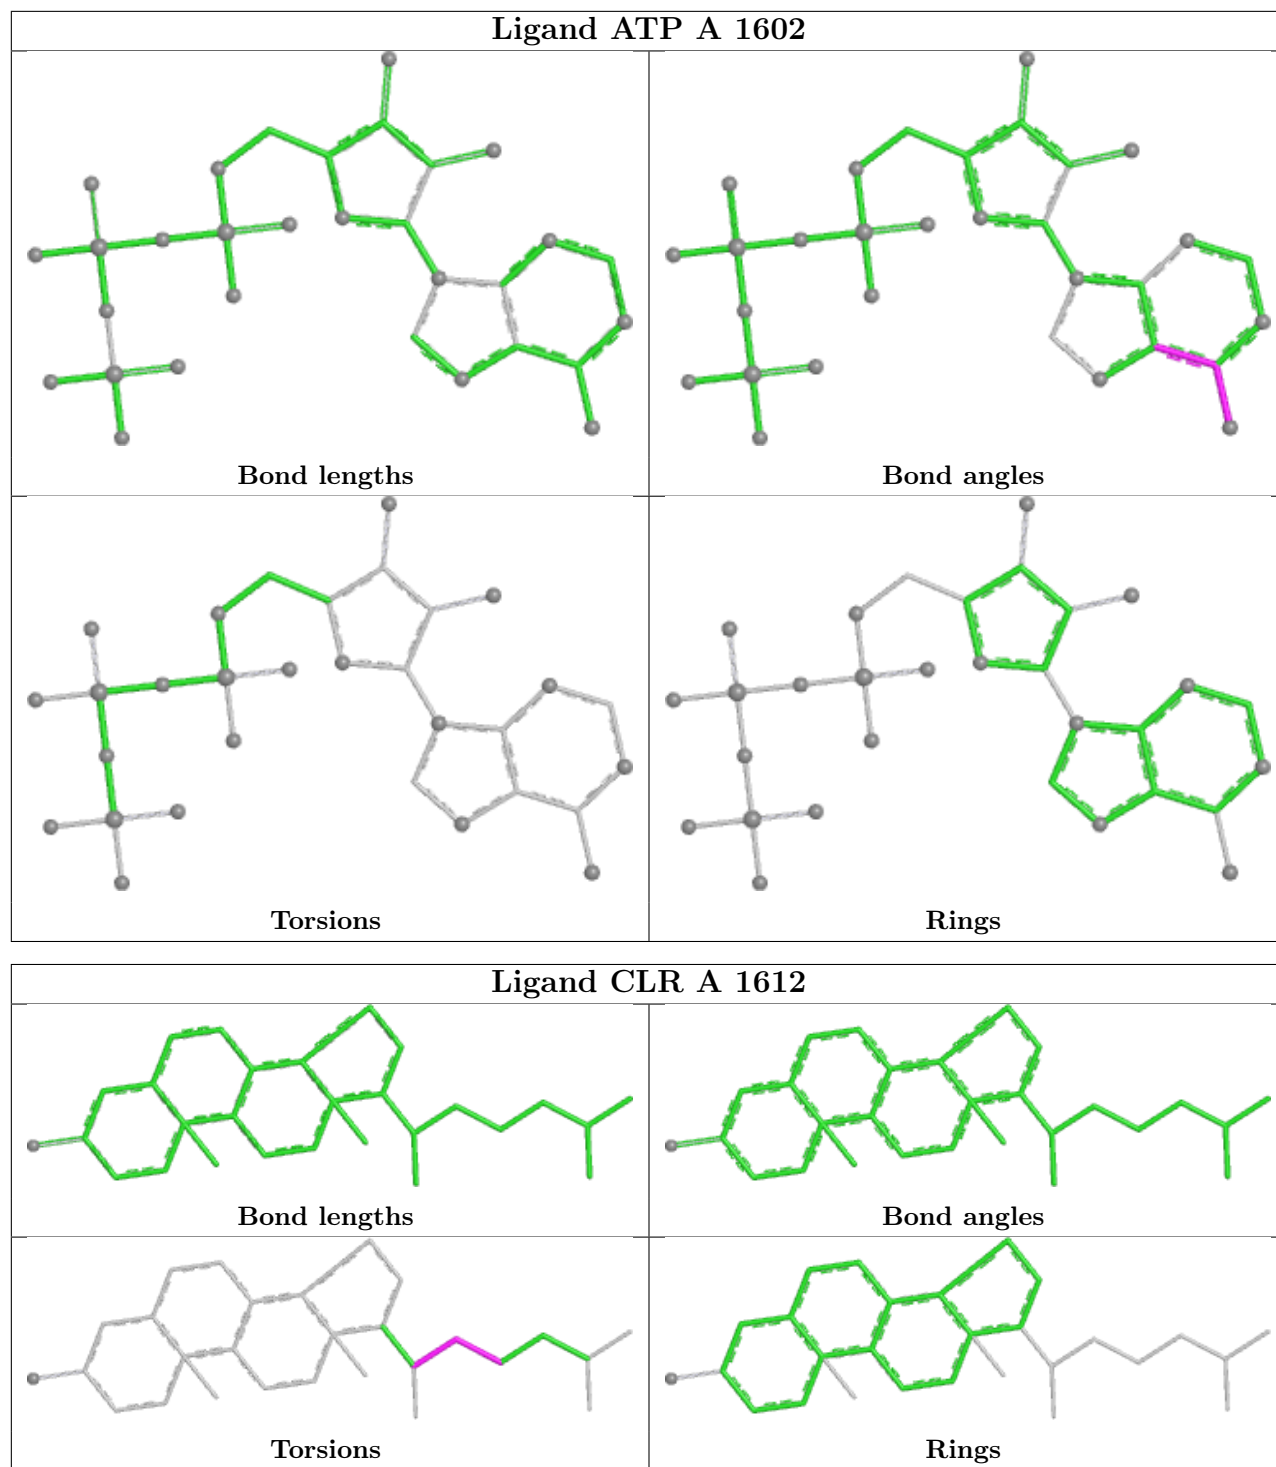 Ligand ATP A 1602
Bond lengths
Bond angles
Torsions
Rings
Ligand CLR A 1612
Bond lengths
Bond angles
Torsions
Rings